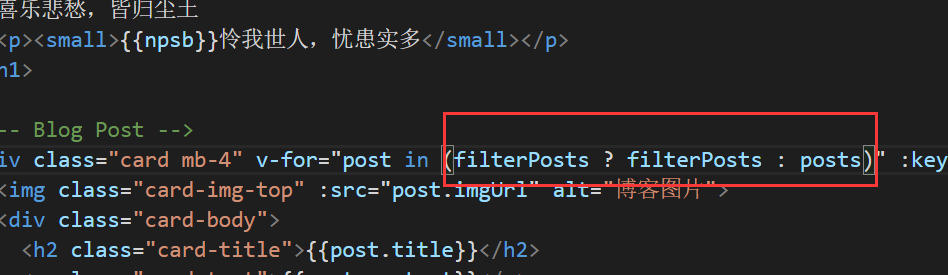 喜乐悲愁，皆归尘土
<p><small>{{npsb}}怜我世人，忧患实多</small></p>
h1>
-- Blog Post -->
iv class="card mb-4" v-for="post in (filterPosts ? filterPosts : posts)" :key
<img class="card-img-top" :src="post.imgUrl" alt="博客图片">
<div class="card-body">
<h2 class="card-title">{{post.title}}</h2>